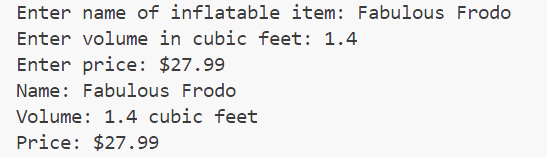 Enter name of inflatable item: Fabulous Frodo
Enter volume in cubic feet: 1.4
Enter price: $27.99
Name: Fabulous Frodo
Volume: 1.4 cubic feet
Price: $27.99